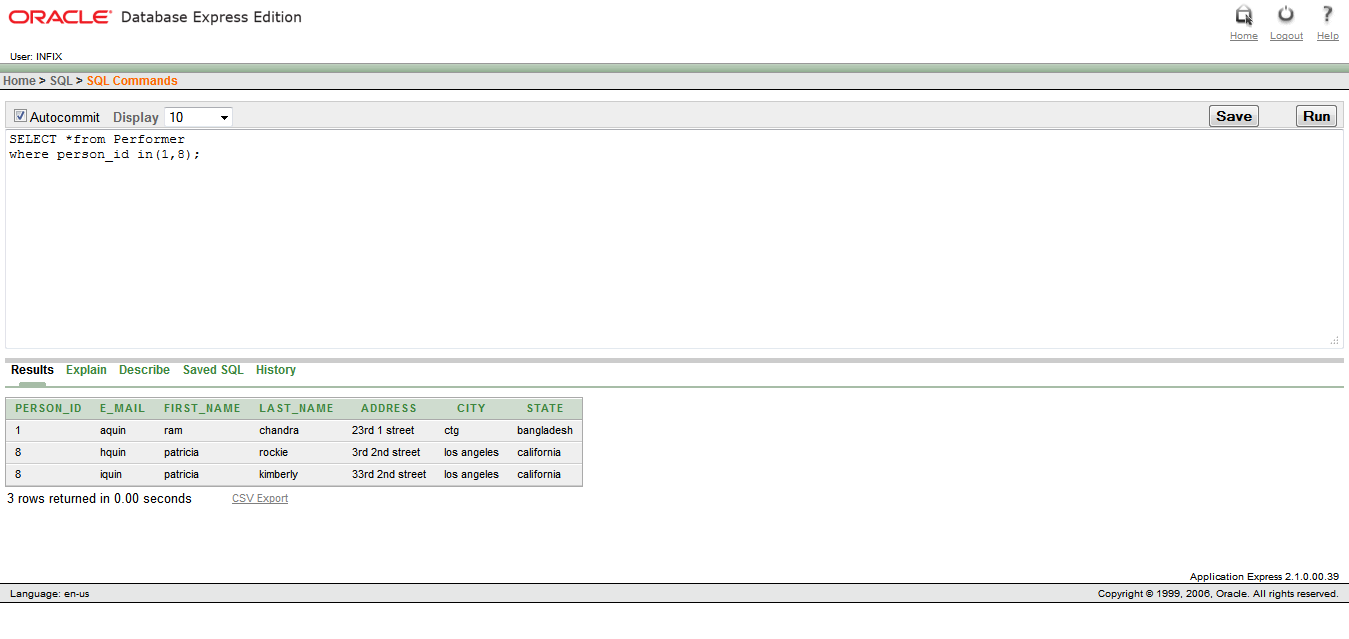 ORACLE Database Express Edition
Home Logout ? Help
User: INFIX
Home > SQL > SQL Commands
Autocommit Display 10 Save Run
SELECT *from Performer
where person_id in(1,8);
Results Explain Describe Saved SQL History
PERSON_ID E_MAIL FIRST_NAME LAST_NAME ADDRESS CITY STATE
1 aquin ram chandra 23rd 1 street ctg bangladesh
8 hquin patricia rockie 3rd 2nd street los angeles california
8 iquin patricia kimberly 33rd 2nd street los angeles california
3 rows returned in 0.00 seconds CSV Export
Application Express 2.1.0.00.39
Language: en-us Copyright © 1999, 2006, Oracle. All rights reserved.